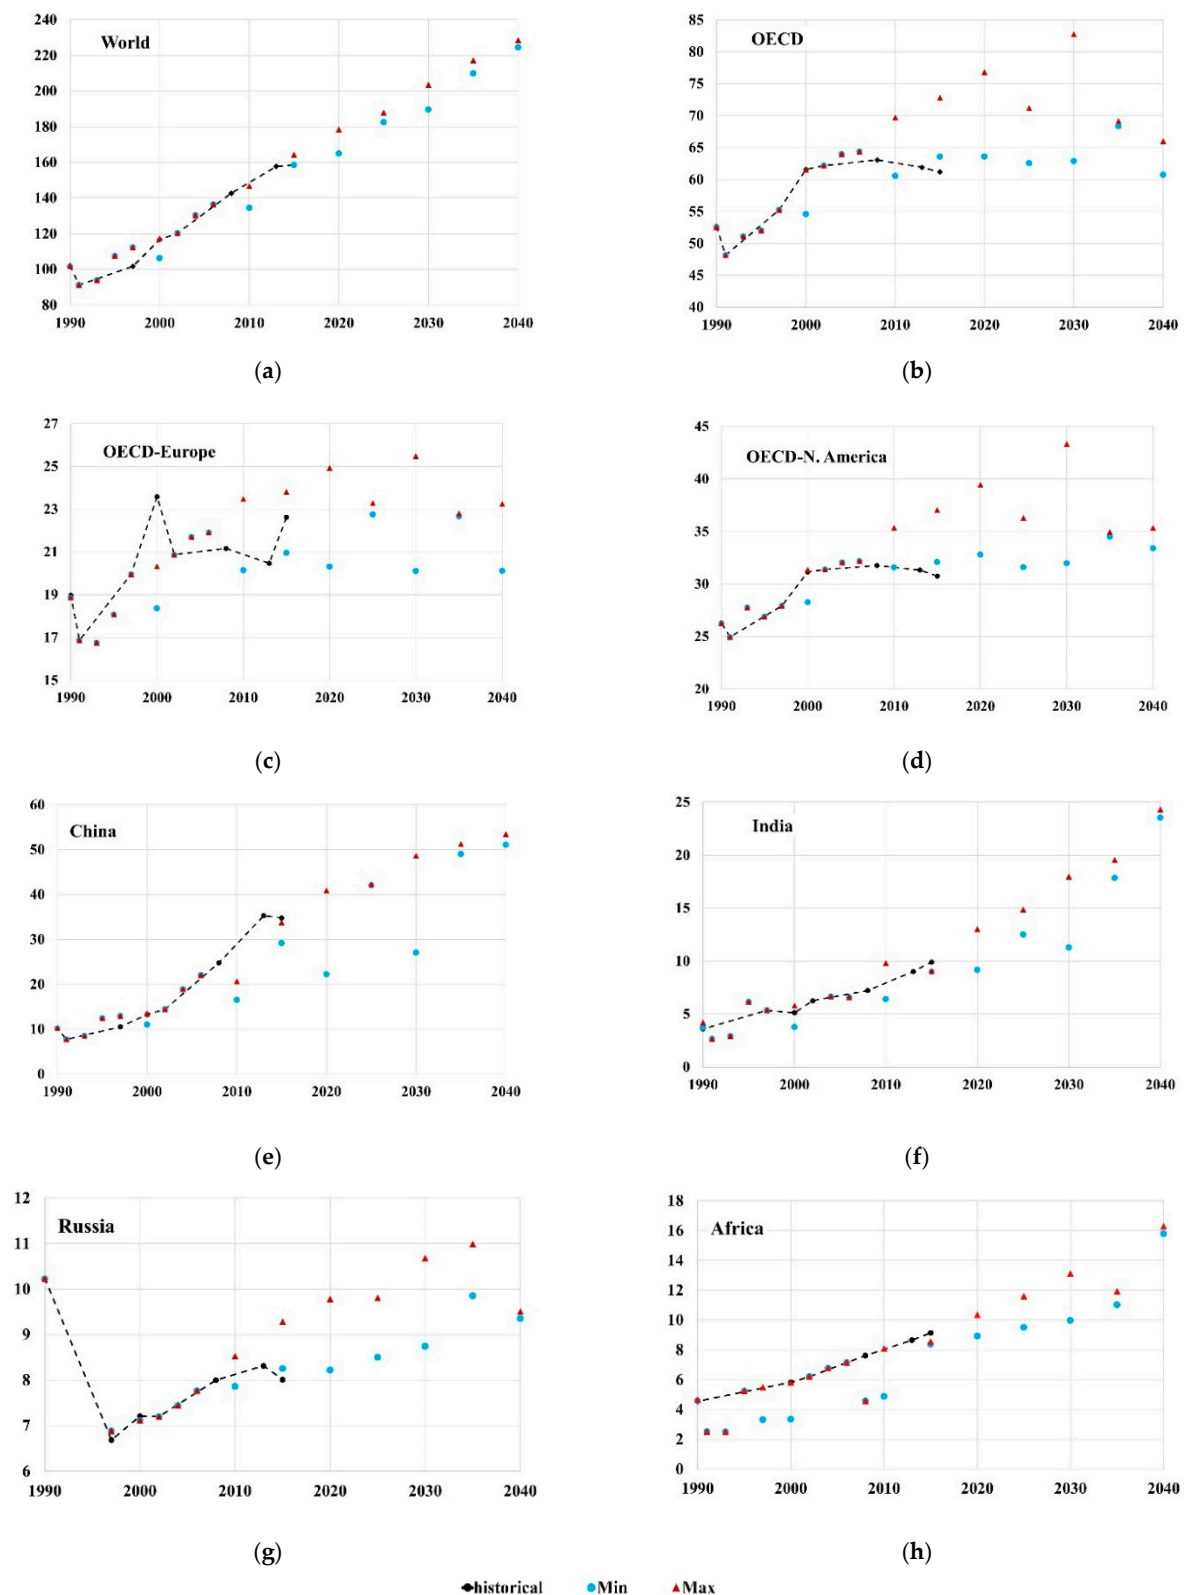 World
240
220
200
180
160
140
120
100
80
1990 2000 2010 2020 2030 2040
(a)
OECD
85
80
75
70
65
60
55
50
45
40
1990 2000 2010 2020 2030 2040
(b)
OECD-Europe
27
25
23
21
19
17
15
1990 2000 2010 2020 2030 2040
(c)
OECD-N. America
45
40
35
30
25
20
1990 2000 2010 2020 2030 2040
(d)
China
60
50
40
30
20
10
0
1990 2000 2010 2020 2030 2040
(e)
India
25
20
15
10
5
0
1990 2000 2010 2020 2030 2040
(f)
Russia
12
11
10
9
8
7
6
1990 2000 2010 2020 2030 2040
(g)
Africa
18
16
14
12
10
8
6
4
2
0
1990 2000 2010 2020 2030 2040
(h)
historical Min Max